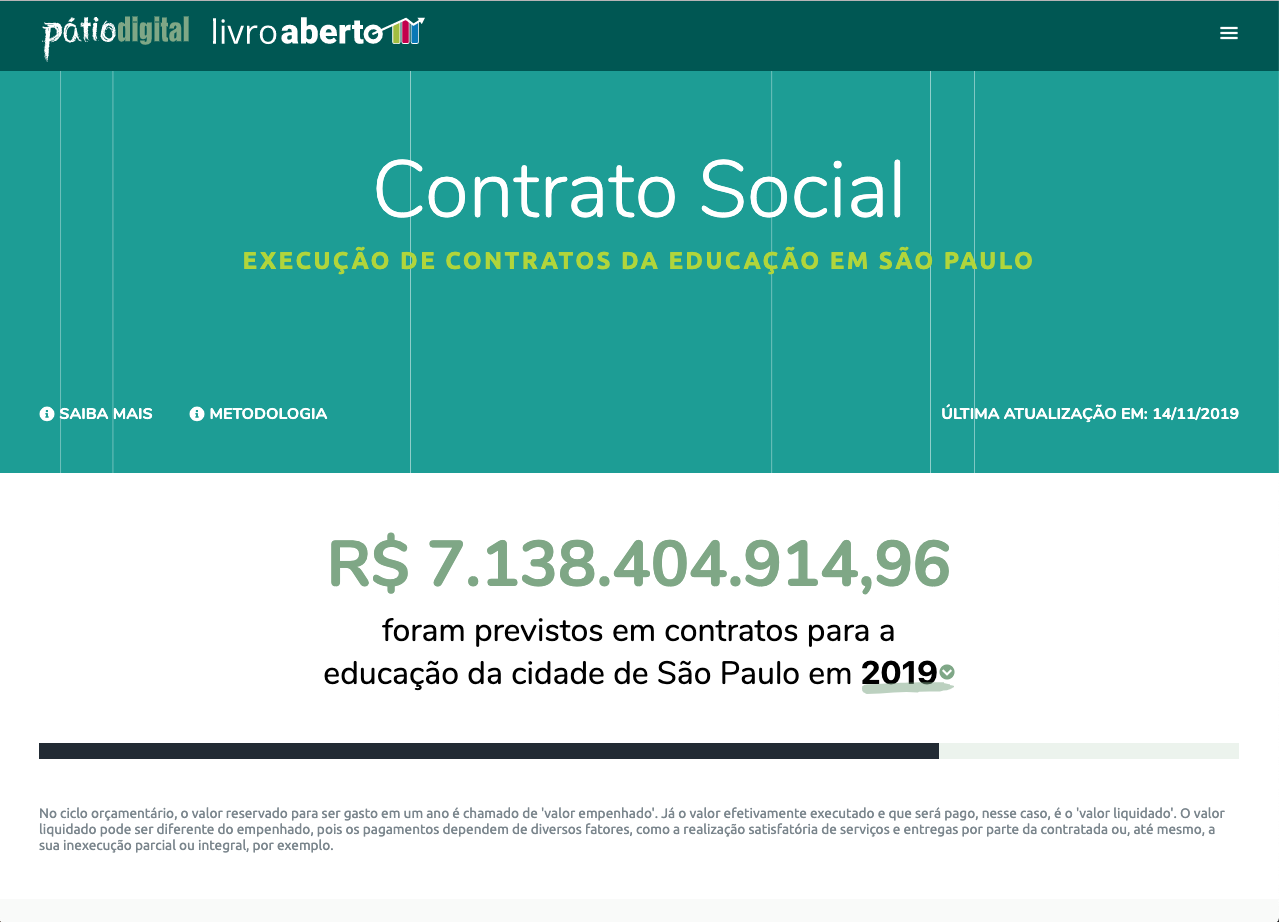 pátiodigital livroaberto
Contrato Social
EXECUÇÃO DE CONTRATOS DA EDUCAÇÃO EM SÃO PAULO
SAIBA MAIS METODOLOGIA ÚLTIMA ATUALIZAÇÃO EM: 14/11/2019
R$ 7.138.404.914,96
foram previstos em contratos para a
educação da cidade de São Paulo em 2019
No ciclo orçamentário, o valor reservado para ser gasto em um ano é chamado de 'valor empenhado'. Já o valor efetivamente executado e que será pago, nesse caso, é o 'valor liquidado'. O valor
liquidado pode ser diferente do empenhado, pois os pagamentos dependem de diversos fatores, como a realização satisfatória de serviços e entregas por parte da contratada ou, até mesmo, a
sua inexecução parcial ou integral, por exemplo.